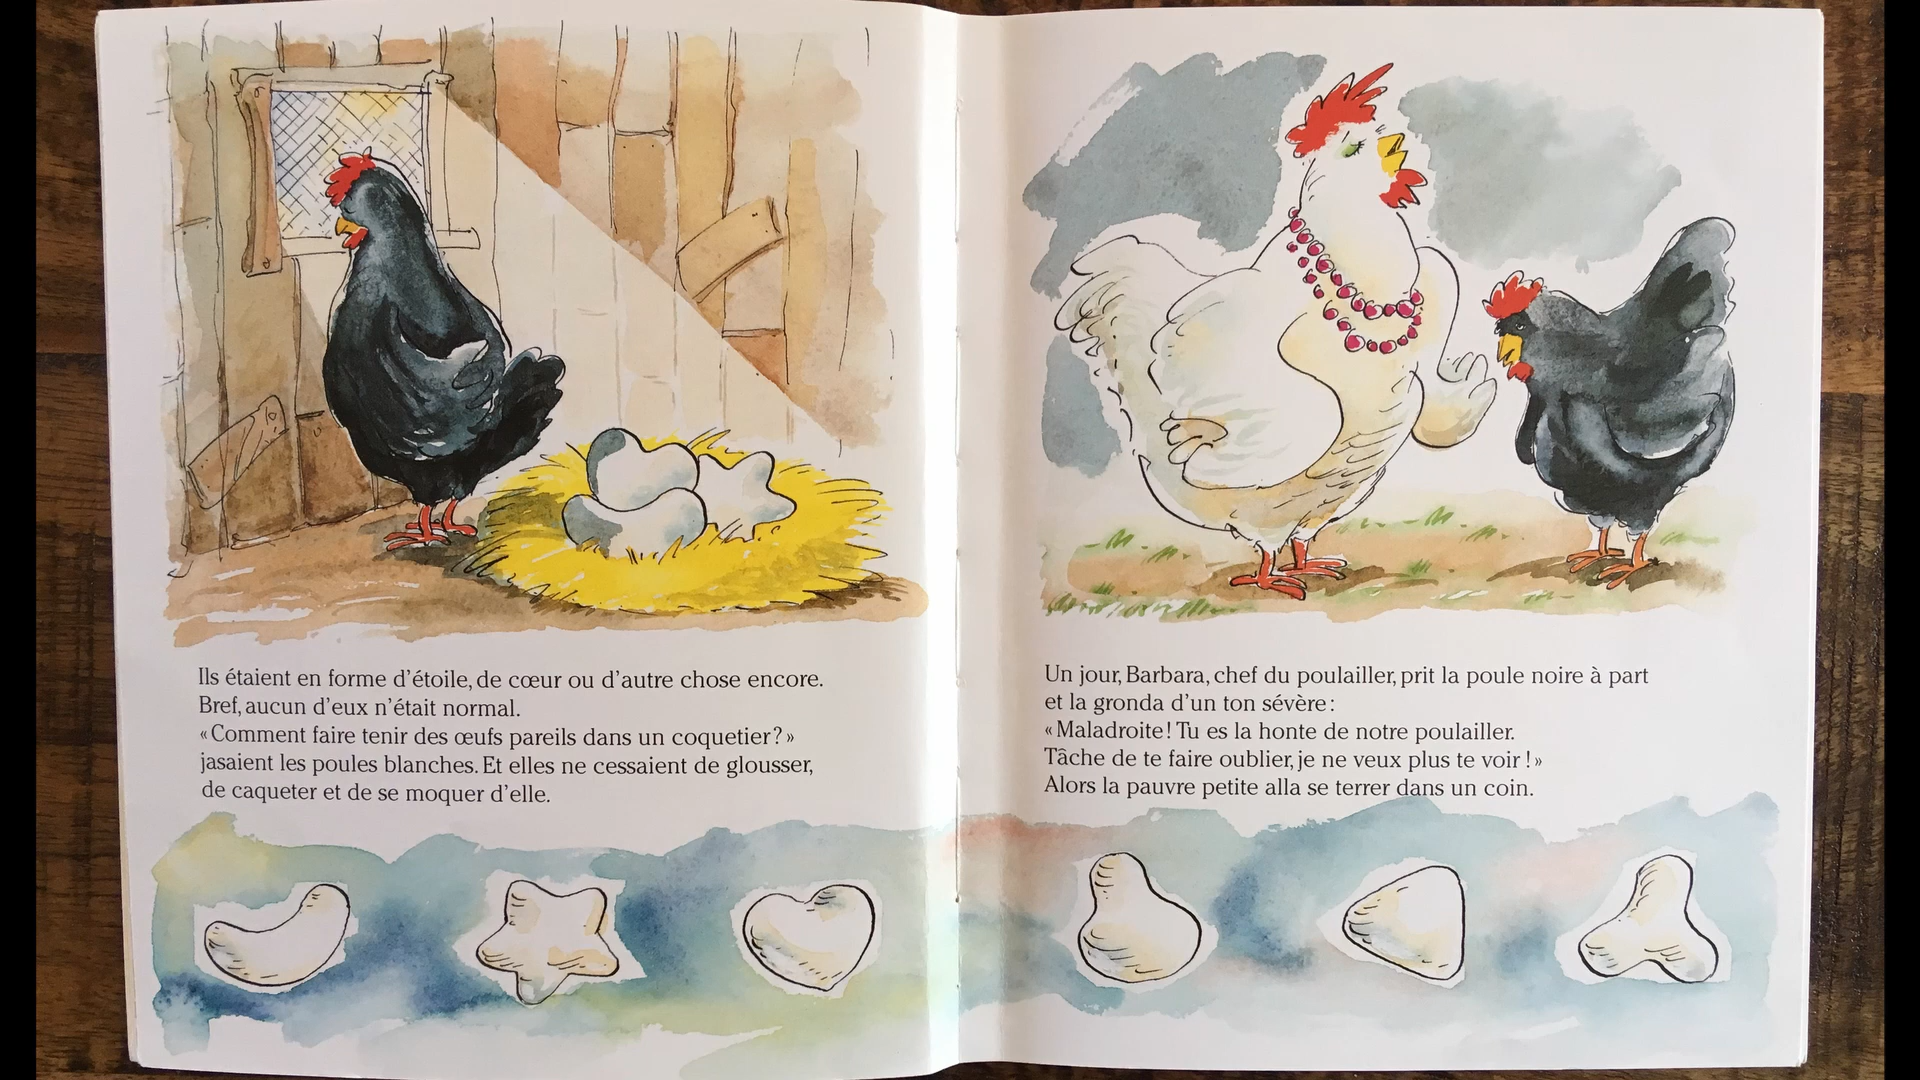 Ils étaient en forme d’étoile, de cœur ou d’autre chose encore.
Bref, aucun d’eux n’était normal.
« Comment faire tenir des œufs pareils dans un coquetier ? »
jasaient les poules blanches. Et elles ne cessaient de glousser,
de caqueter et de se moquer d’elle.
Un jour, Barbara, chef du poulailler, prit la poule noire à part
et la gronda d’un ton sévère :
« Maladroite ! Tu es la honte de notre poulailler.
Tâche de te faire oublier, je ne veux plus te voir ! »
Alors la pauvre petite alla se terrer dans un coin.